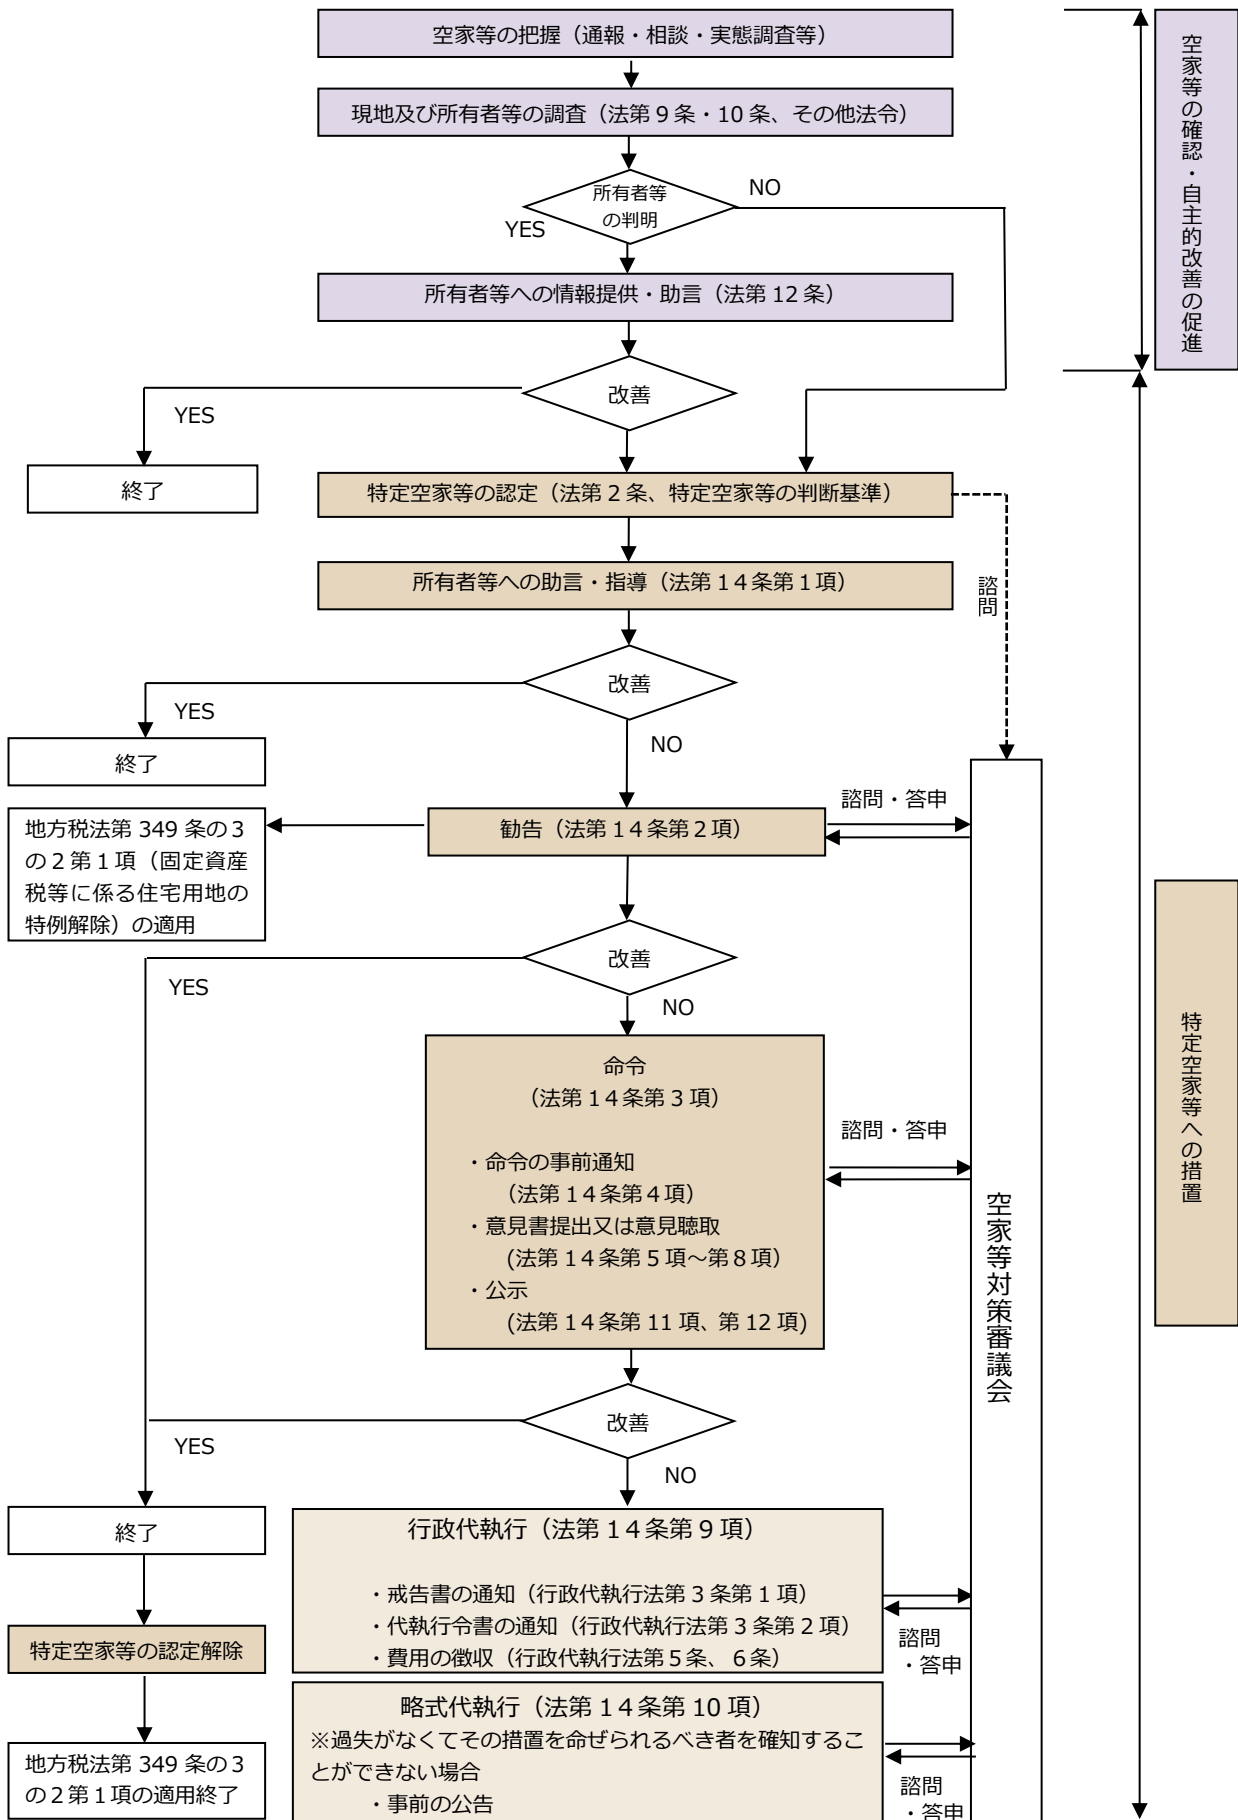 空家等の把握（通報・相談・実態調査等）
現地及び所有者等の調査（法第９条・10条、その他法令）
所有者等
の判明
NO
YES
所有者等への情報提供・助言（法第12条）
改善
YES
終了
特定空家等の認定（法第２条、特定空家等の判断基準）
諮問
所有者等への助言・指導（法第１４条第１項）
改善
YES
NO
終了
勧告（法第１４条第２項）
諮問・答申
地方税法第349条の３
の２第１項（固定資産
税等に係る住宅用地の
特例解除）の適用
改善
YES
NO
命令
（法第１４条第３項）
・命令の事前通知
（法第１４条第４項）
・意見書提出又は意見聴取
(法第１４条第５項～第８項）
・公示
(法第１４条第11項、第12項)
諮問・答申
改善
YES
NO
終了
特定空家等の認定解除
地方税法第349条の３
の２第１項の適用終了
行政代執行（法第１４条第９項）
・戒告書の通知（行政代執行法第３条第１項）
・代執行令書の通知（行政代執行法第３条第２項）
・費用の徴収（行政代執行法第５条、６条）
諮問
・答申
略式代執行（法第１４条第10項）
※過失がなくてその措置を命ぜられるべき者を確知するこ
とができない場合
・事前の公告
諮問
・答申
空家等対策審議会
空家等の確認・自主的改善の促進
特定空家等への措置